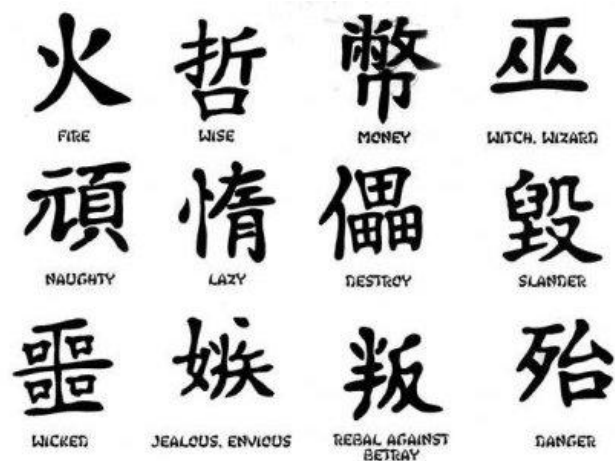 火 哲 幣 巫
FIRE WISE MONEY WITCH, WIZARD
頑 惰 儡 毀
NAUGHTY LAZY DESTROY SLANDER
噩 嫉 叛 殆
WICKED JEALOUS, ENVIOUS REBAL AGAINST DANGER
BETRAY